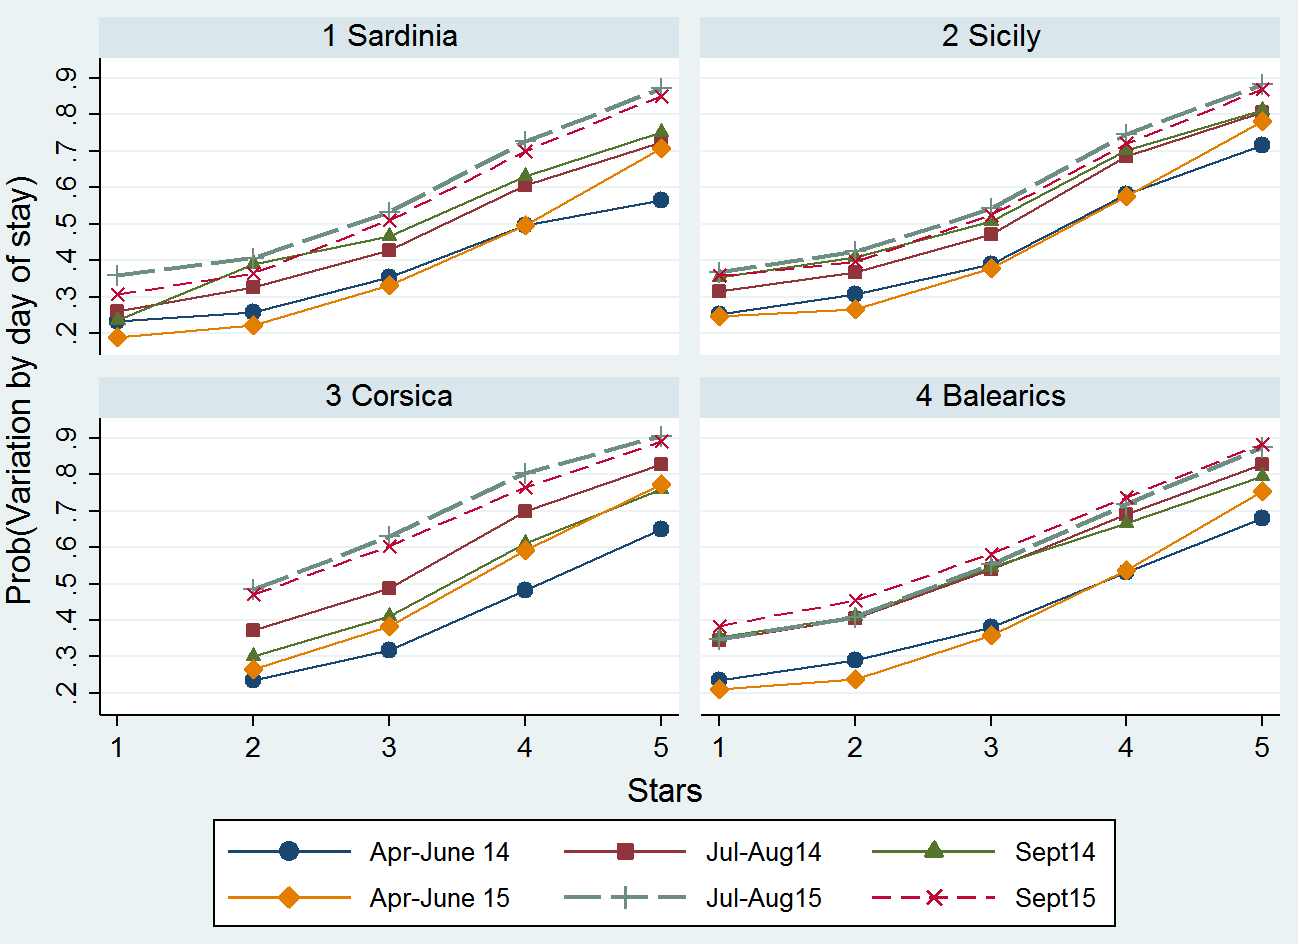 1 Sardinia
2 Sicily
.9
.8
.7
.6
.5
.4
.3
.2
3 Corsica
4 Balearics
.9
.8
.7
.6
.5
.4
.3
.2
Prob(Variation by day of stay)
1 2 3 4 5 1 2 3 4 5
Stars
Apr-June 14 Jul-Aug14 Sept14
Apr-June 15 Jul-Aug15 Sept15